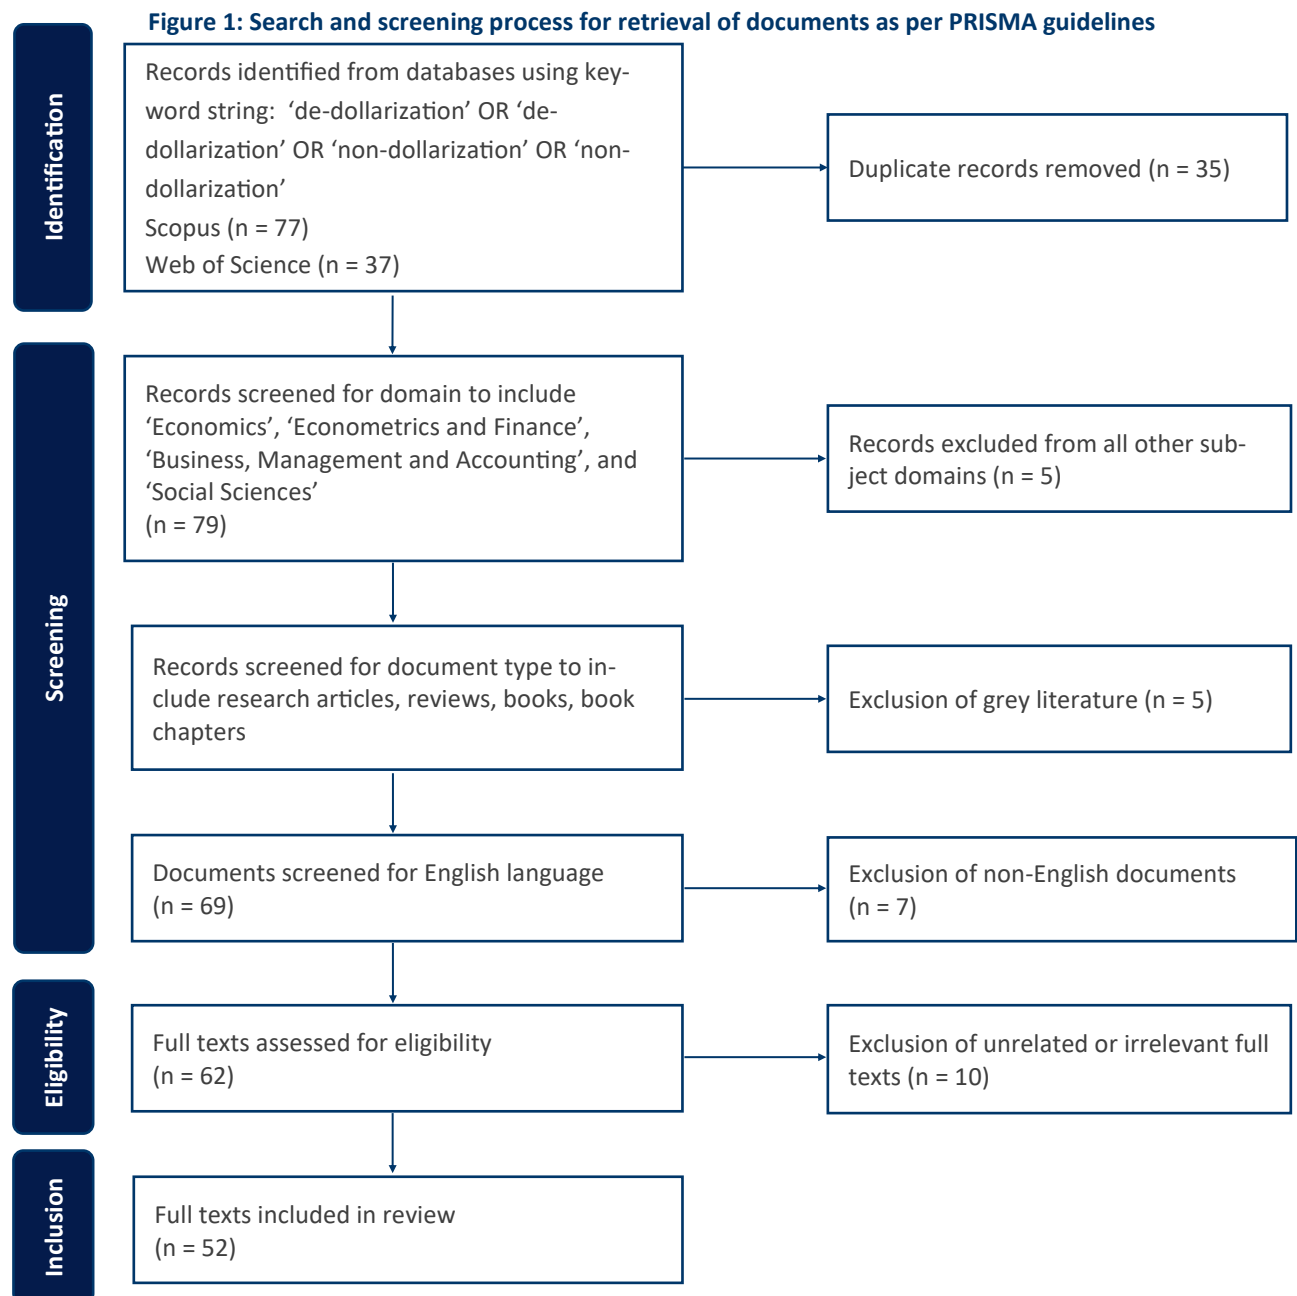 Figure 1: Search and screening process for retrieval of documents as per PRISMA guidelines
Identification
Records identified from databases using key-
word string:  ‘de-dollarization’ OR ‘de-
dollarization’ OR ‘non-dollarization’ OR ‘non-
dollarization’
Scopus (n = 77)
Web of Science (n = 37)
Duplicate records removed (n = 35)
Screening
Records screened for domain to include
‘Economics’, ‘Econometrics and Finance’,
‘Business, Management and Accounting’, and
‘Social Sciences’
(n = 79)
Records excluded from all other sub-
ject domains (n = 5)
Records screened for document type to in-
clude research articles, reviews, books, book
chapters
Exclusion of grey literature (n = 5)
Documents screened for English language
(n = 69)
Exclusion of non-English documents
(n = 7)
Eligibility
Full texts assessed for eligibility
(n = 62)
Exclusion of unrelated or irrelevant full
texts (n = 10)
Inclusion
Full texts included in review
(n = 52)